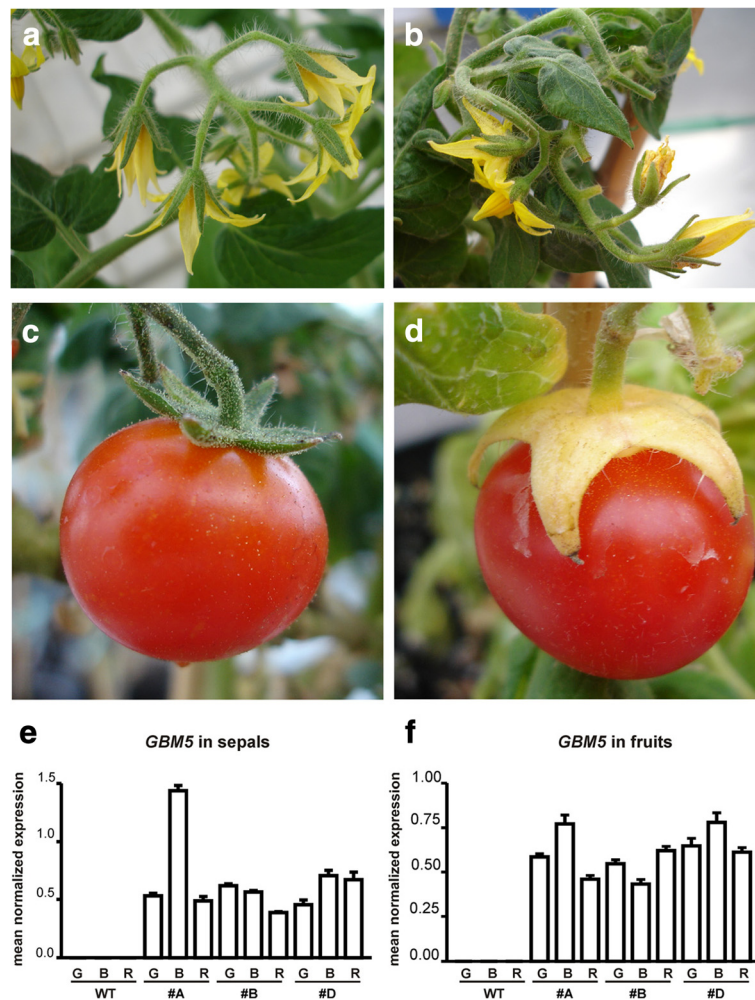 a
b
c
d
e
GBM5 in sepals
mean normalized expression
1.5
1.0
0.5
0.0
G B R G B R G B R G B R
WT #A #B #D
f
GBM5 in fruits
mean normalized expression
1.00
0.75
0.50
0.25
0.00
G B R G B R G B R G B R
WT #A #B #D